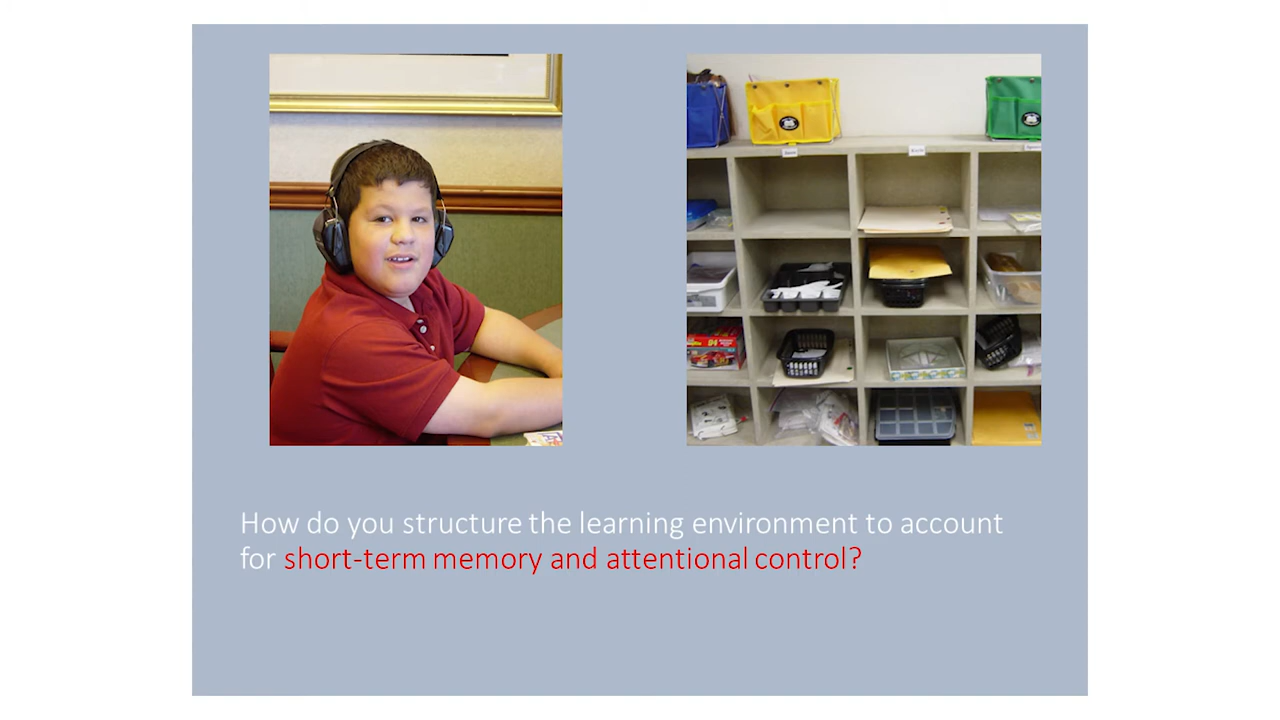 How do you structure the learning environment to account
for short-term memory and attentional control?